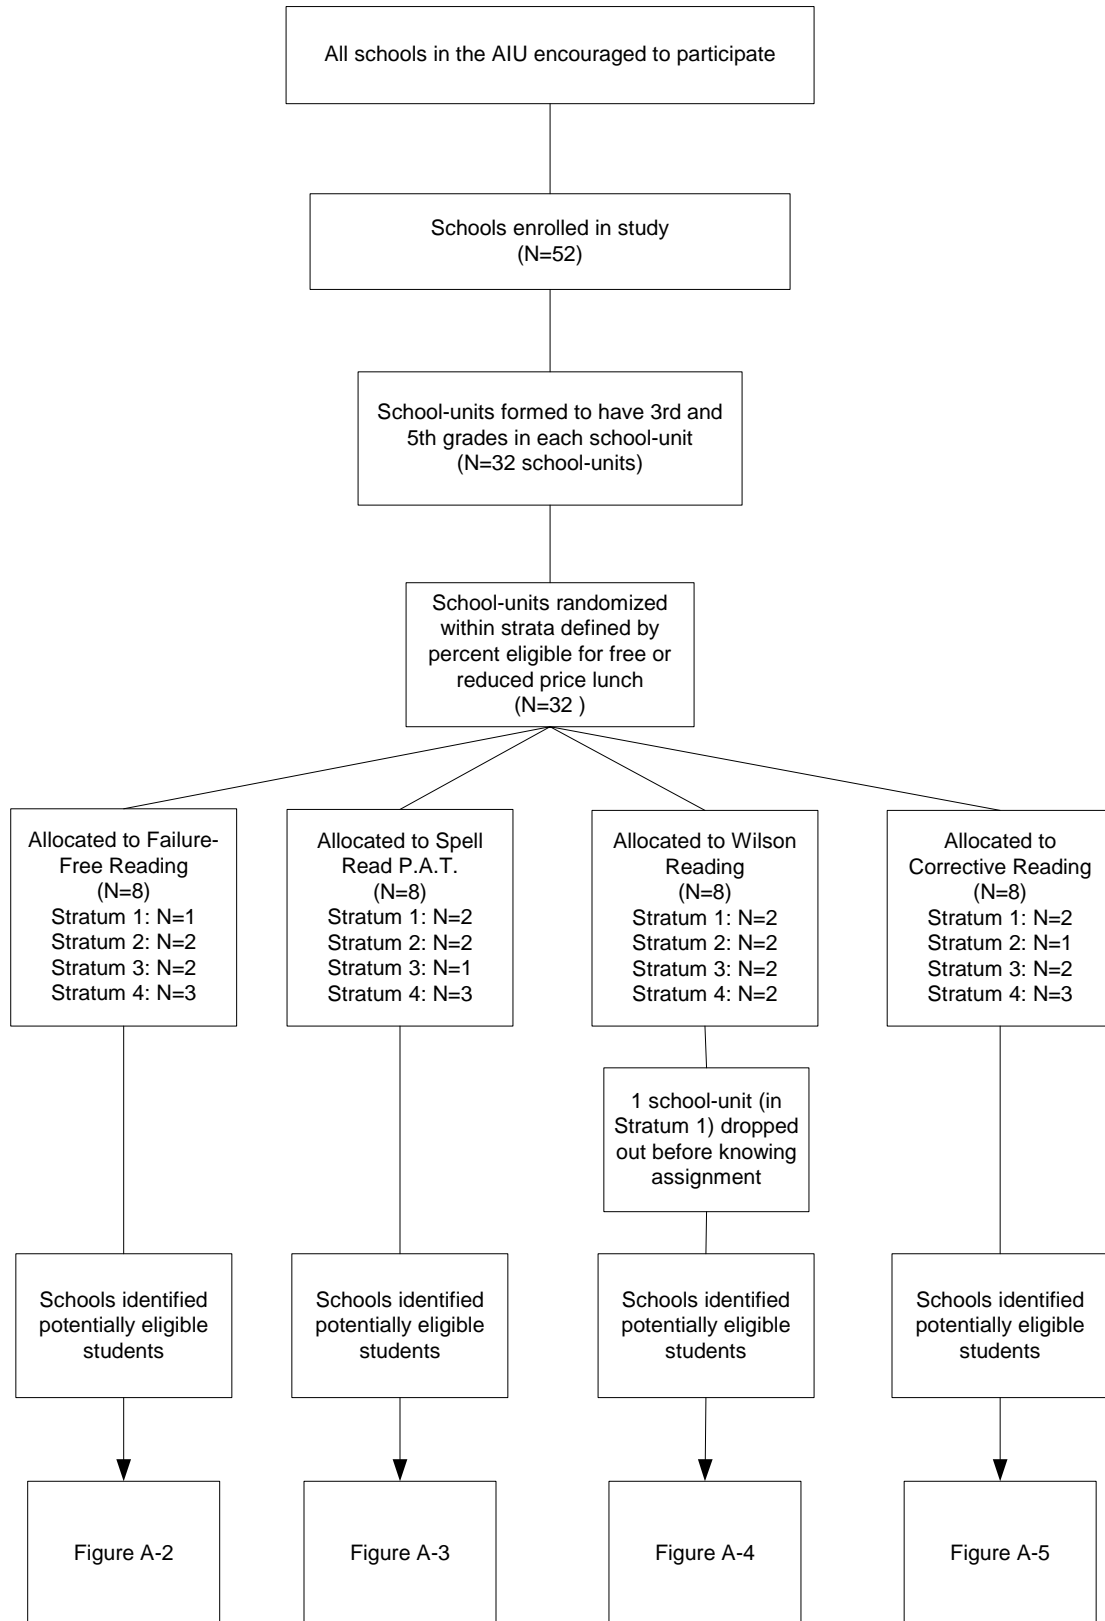 All schools in the AIU encouraged to participate
Schools enrolled in study
(N=52)
School-units formed to have 3rd and
5th grades in each school-unit
(N=32 school-units)
School-units randomized
within strata defined by
percent eligible for free or
reduced price lunch
(N=32 )
Allocated to Failure-
Free Reading
(N=8)
Stratum 1: N=1
Stratum 2: N=2
Stratum 3: N=2
Stratum 4: N=3
Allocated to Spell
Read P.A.T.
(N=8)
Stratum 1: N=2
Stratum 2: N=2
Stratum 3: N=1
Stratum 4: N=3
Allocated to Wilson
Reading
(N=8)
Stratum 1: N=2
Stratum 2: N=2
Stratum 3: N=2
Stratum 4: N=2
Allocated to
Corrective Reading
(N=8)
Stratum 1: N=2
Stratum 2: N=1
Stratum 3: N=2
Stratum 4: N=3
1 school-unit (in
Stratum 1) dropped
out before knowing
assignment
Schools identified
potentially eligible
students
Schools identified
potentially eligible
students
Schools identified
potentially eligible
students
Schools identified
potentially eligible
students
Figure A-2
Figure A-3
Figure A-4
Figure A-5